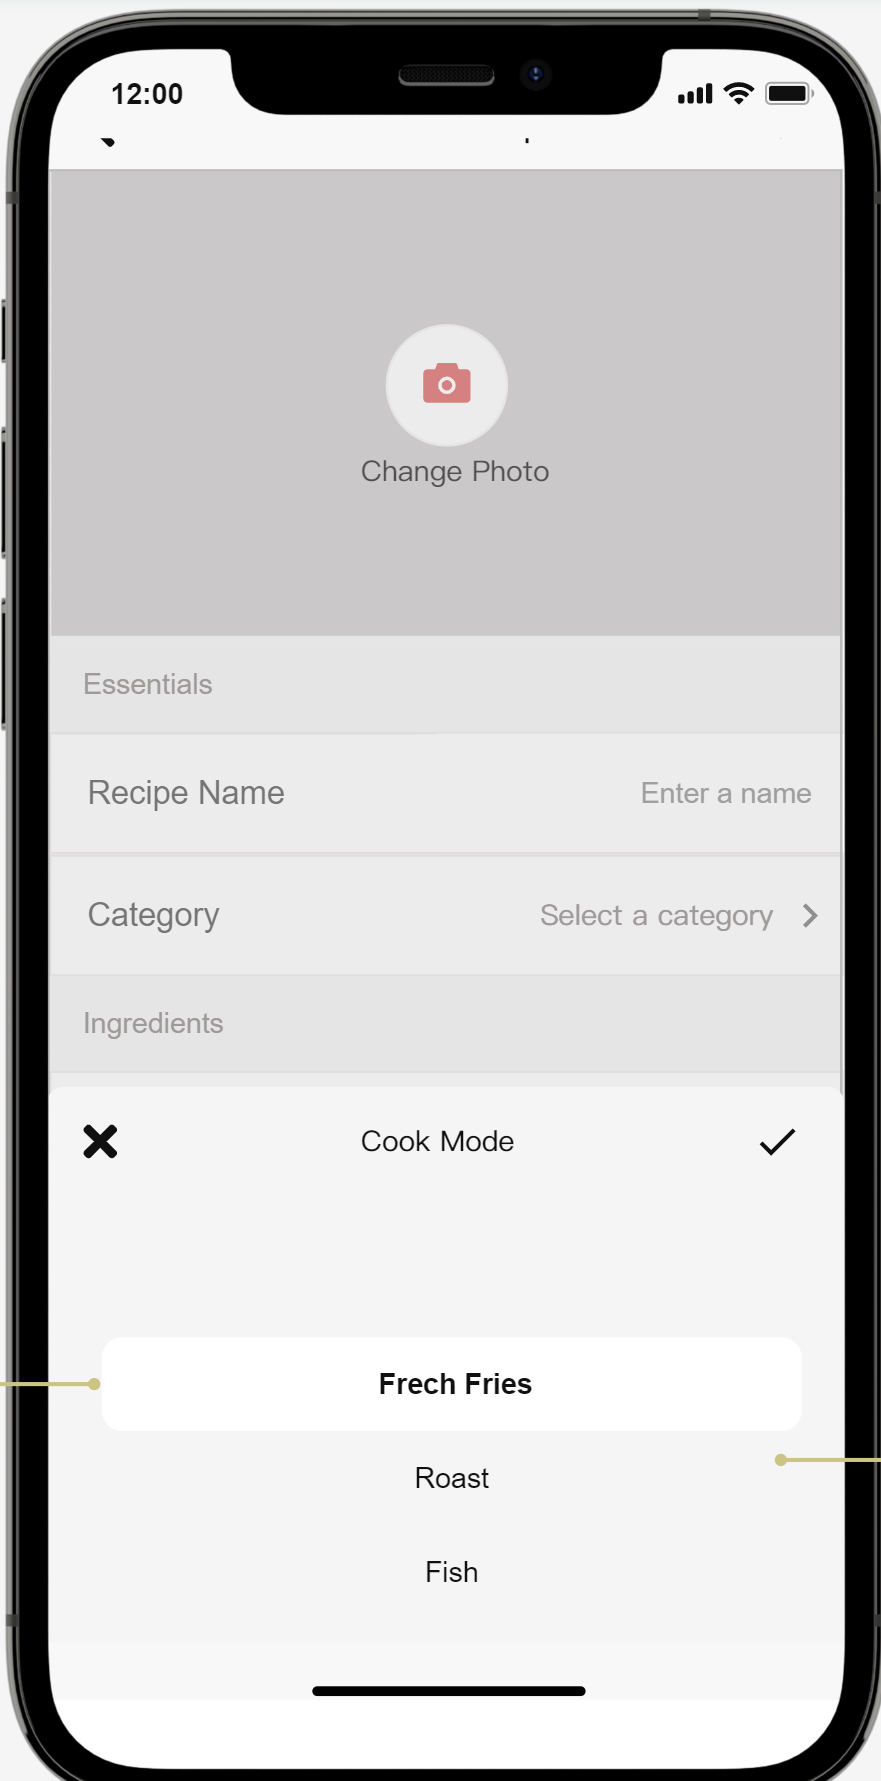 12:00
Change Photo
Essentials
Recipe Name
Enter a name
Category
Select a category
Ingredients
Cook Mode
Frech Fries
Roast
Fish